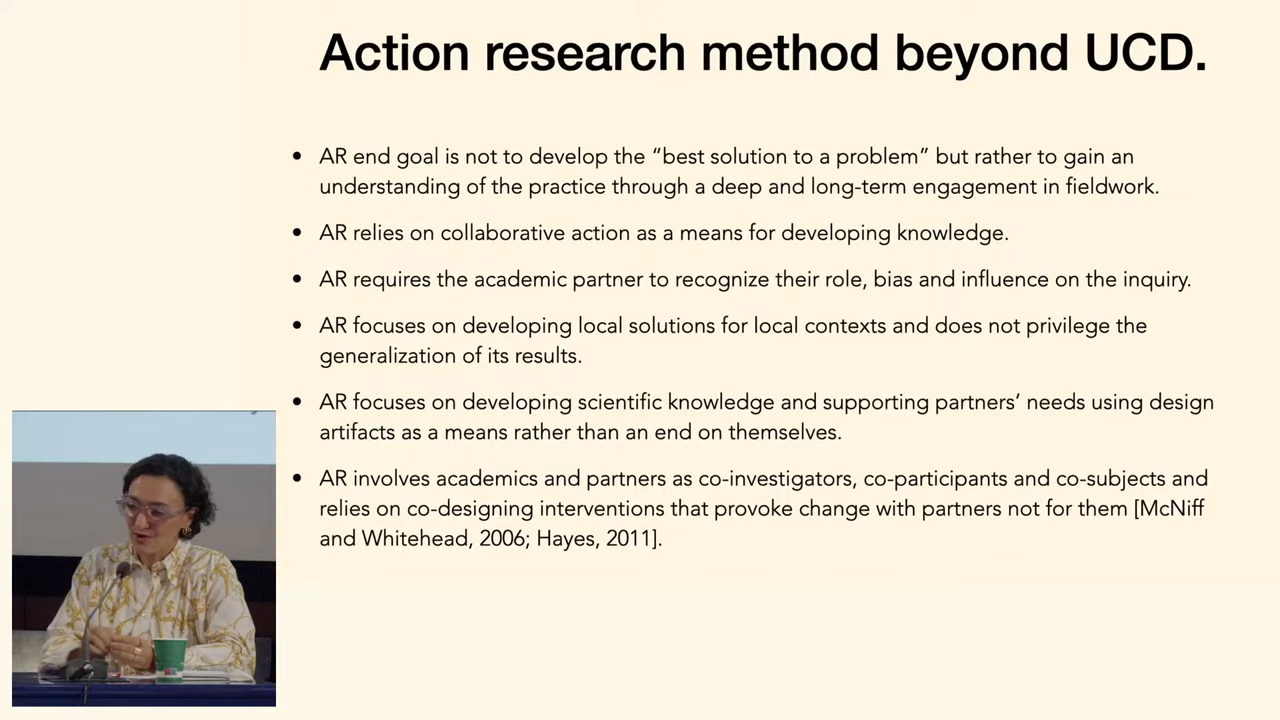 Action research method beyond UCD.
• AR end goal is not to develop the “best solution to a problem” but rather to gain an
understanding of the practice through a deep and long-term engagement in fieldwork.
• AR relies on collaborative action as a means for developing knowledge.
• AR requires the academic partner to recognize their role, bias and influence on the inquiry.
• AR focuses on developing local solutions for local contexts and does not privilege the
generalization of its results.
• AR focuses on developing scientific knowledge and supporting partners’ needs using design
artifacts as a means rather than an end on themselves.
• AR involves academics and partners as co-investigators, co-participants and co-subjects and
relies on co-designing interventions that provoke change with partners not for them [McNiff
and Whitehead, 2006; Hayes, 2011].